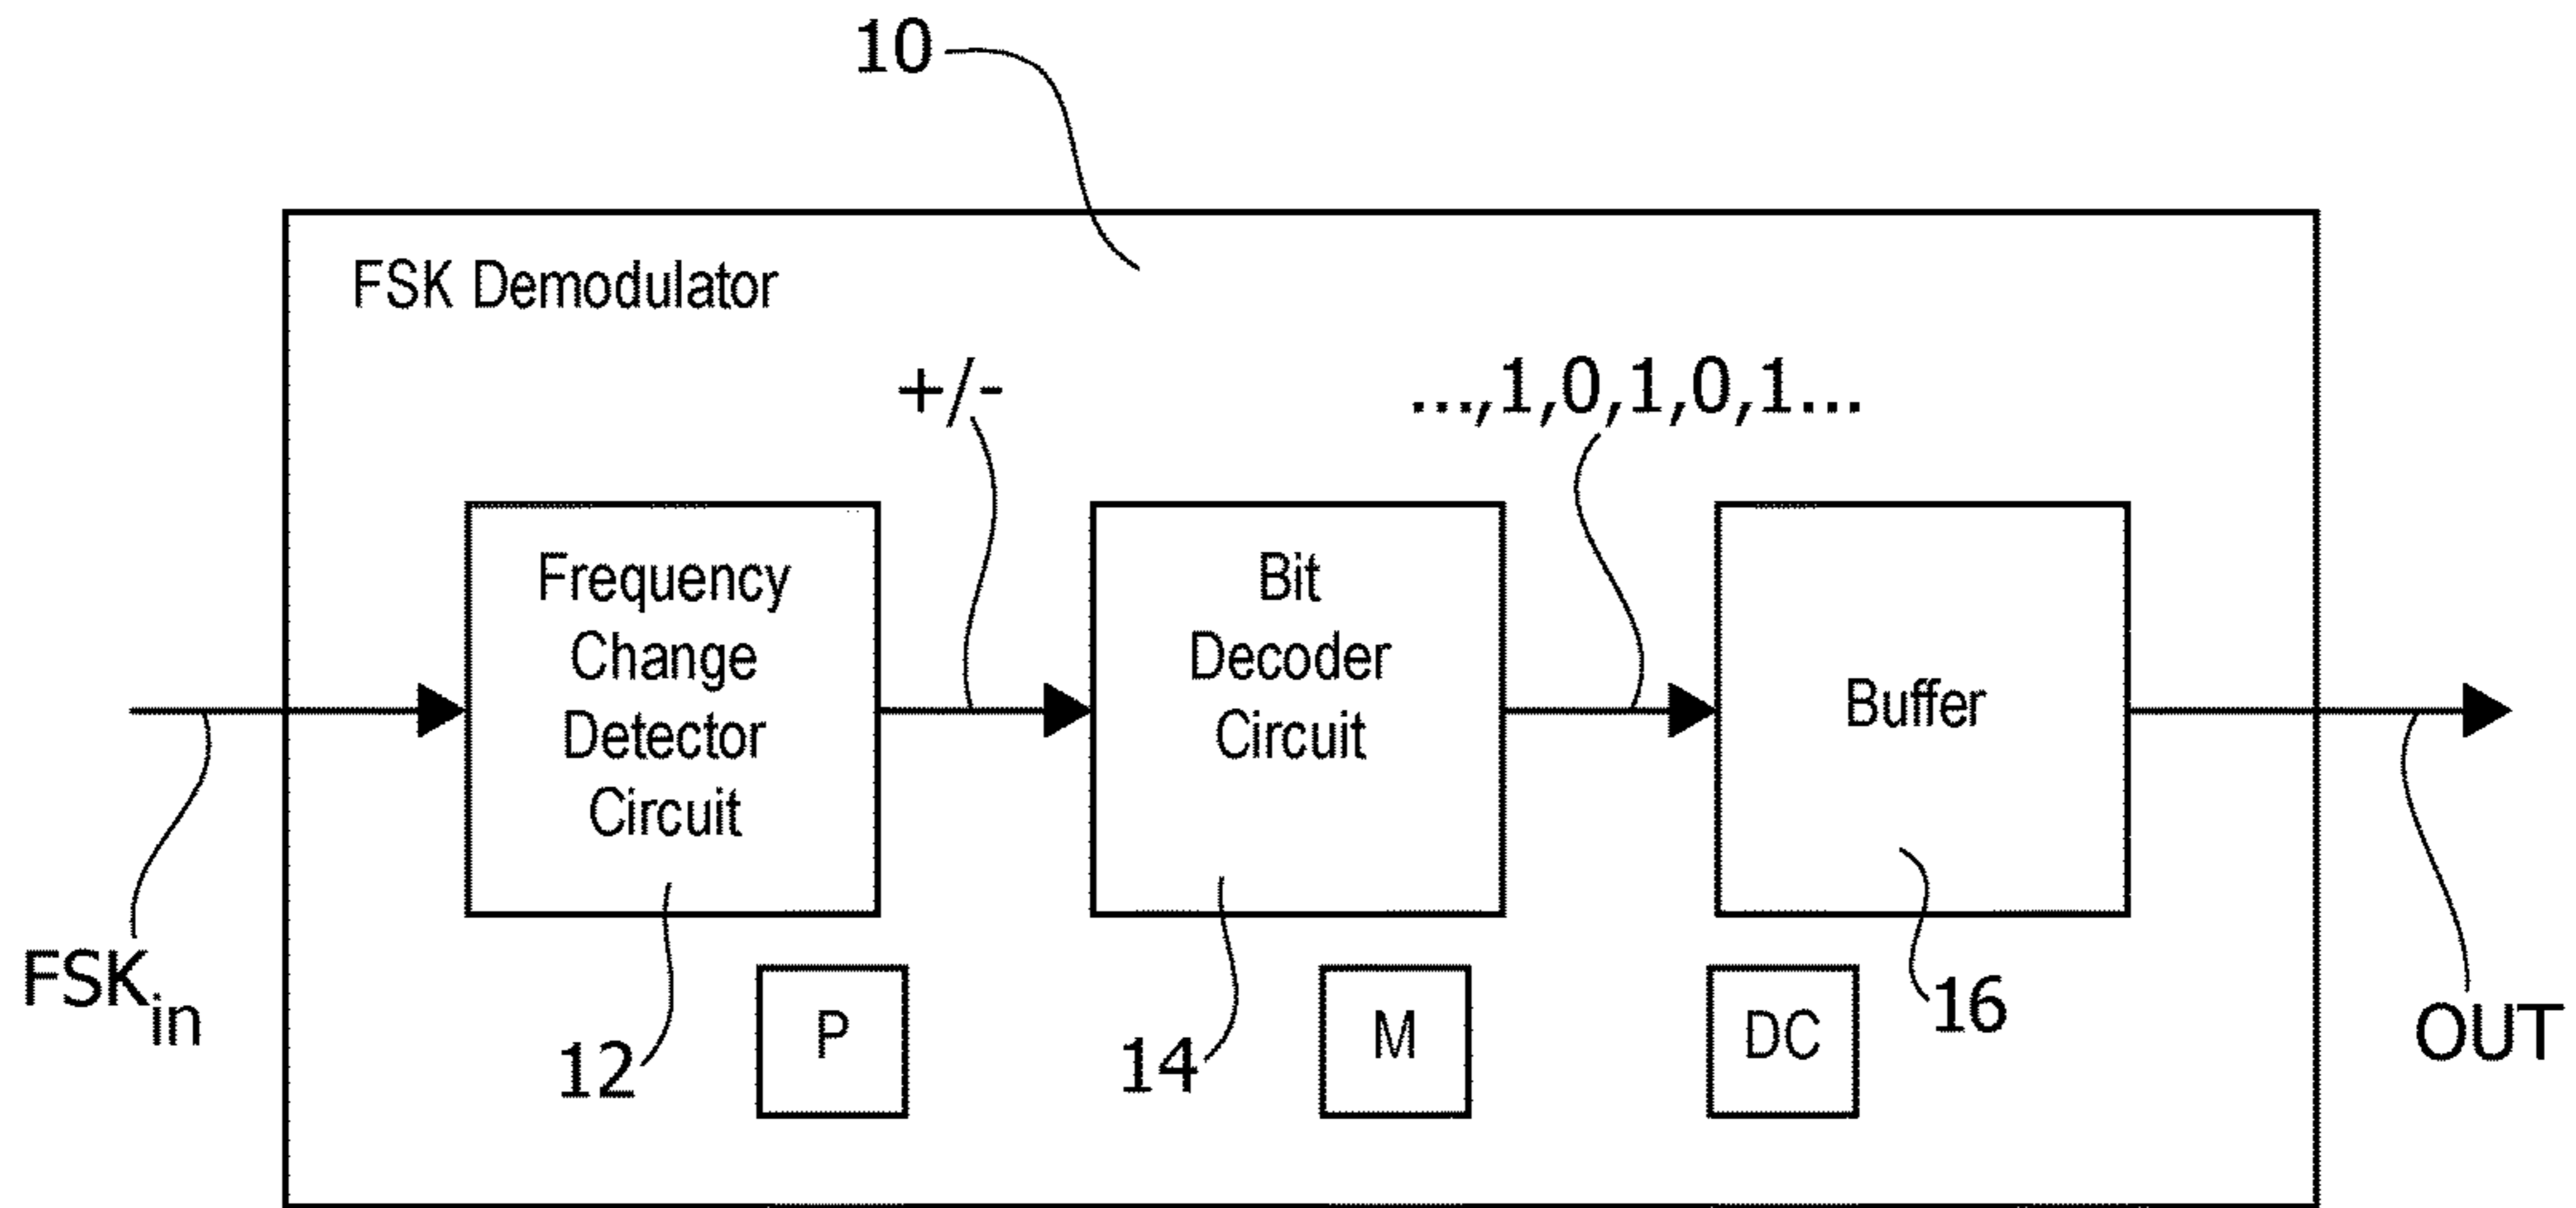 10
FSK Demodulator
+/-
...,1,0,1,0,1...
Frequency
Change
Detector
Circuit
Bit
Decoder
Circuit
Buffer
FSKin
12
P
14
M
DC
16
OUT